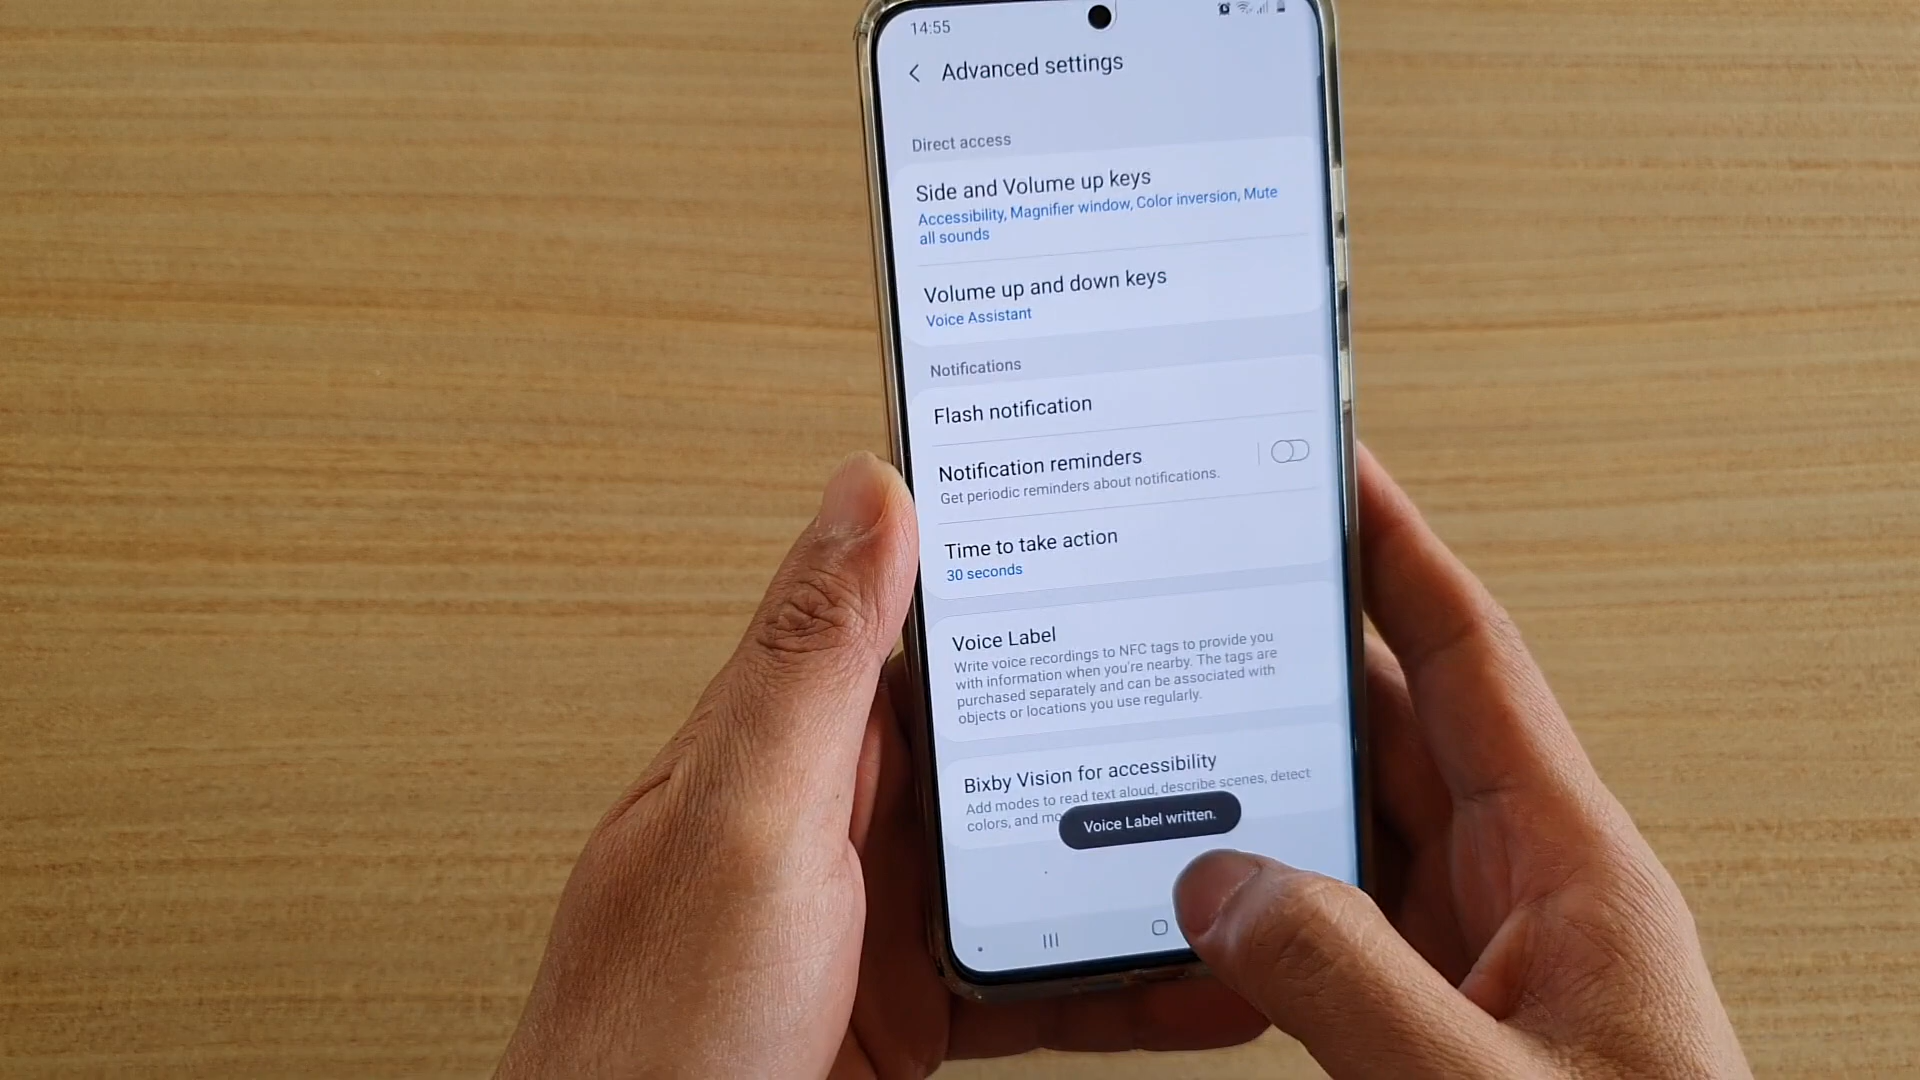 14:55
Advanced settings
Direct access
Side and Volume up keys
Accessibility, Magnifier window, Color inversion, Mute
all sounds
Volume up and down keys
Voice Assistant
Notifications
Flash notification
Notification reminders
Get periodic reminders about notifications.
Time to take action
30 seconds
Voice Label
Write voice recordings to NFC tags to provide you
with information when you're nearby. The tags are
purchased separately and can be associated with
objects or locations you use regularly.
Bixby Vision for accessibility
Add modes to read text aloud, describe scenes, detect
colors, and mo
Voice Label written.